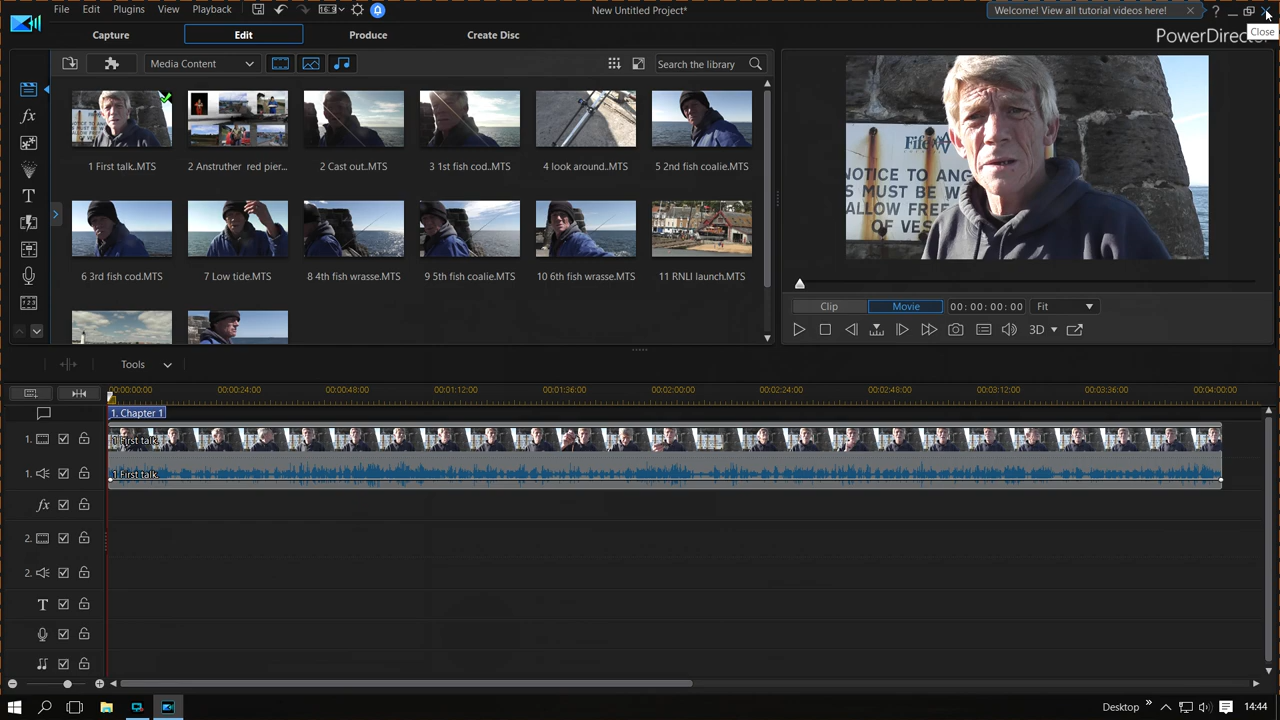 File Edit Plugins View Playback
New Untitled Project*
Welcome! View all tutorial videos here!
Close
Capture Edit Produce Create Disc
PowerDirector
Media Content
Search the library
1 First talk..MTS
2 Anstruther red pier...
2 Cast out..MTS
3 1st fish cod..MTS
4 look around..MTS
5 2nd fish coalie.MTS
6 3rd fish cod.MTS
7 Low tide.MTS
8 4th fish wrasse.MTS
9 5th fish coalie.MTS
10 6th fish wrasse.MTS
11 RNLI launch.MTS
Fife
NOTICE TO ANG
S MUST BE W
ALLOW FREE
OF VES
Clip Movie 00:00:00:00 Fit
3D
Tools
00:00:00:00 00:00:24:00 00:00:48:00 00:01:12:00 00:01:36:00 00:02:00:00 00:02:24:00 00:02:48:00 00:03:12:00 00:03:36:00 00:04:00:00
1. Chapter 1
1. 1 First talk.
1. 1 First talk.
fx
2.
2.
T
Desktop
14:44